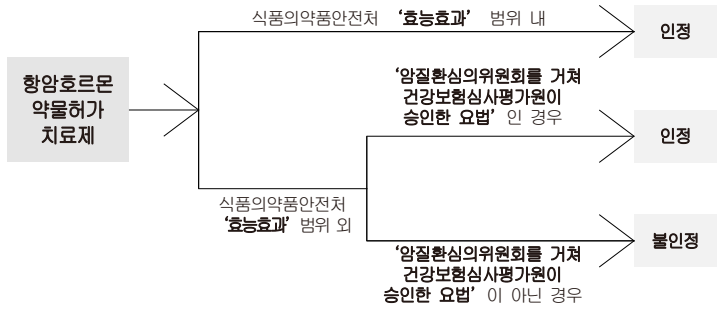 식품의약품안전처 ‘효능효과’ 범위 내
인정
항암호르몬
약물허가
치료제
‘암질환심의위원회를 거쳐
건강보험심사평가원이
승인한 요법’ 인 경우
인정
식품의약품안전처
‘효능효과’ 범위 외
불인정
‘암질환심의위원회를 거쳐
건강보험심사평가원이
승인한 요법’ 이 아닌 경우